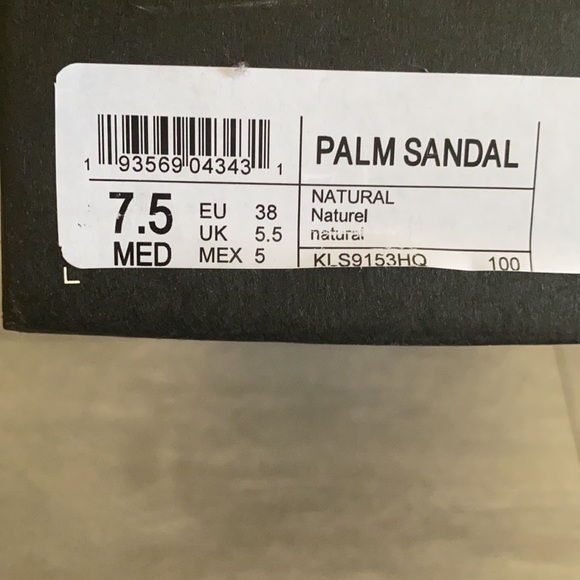 1 93569 04343 1
PALM SANDAL
7.5
MED
EU 38
UK 5.5
MEX 5
NATURAL
Naturel
natural
KLS9153HQ 100